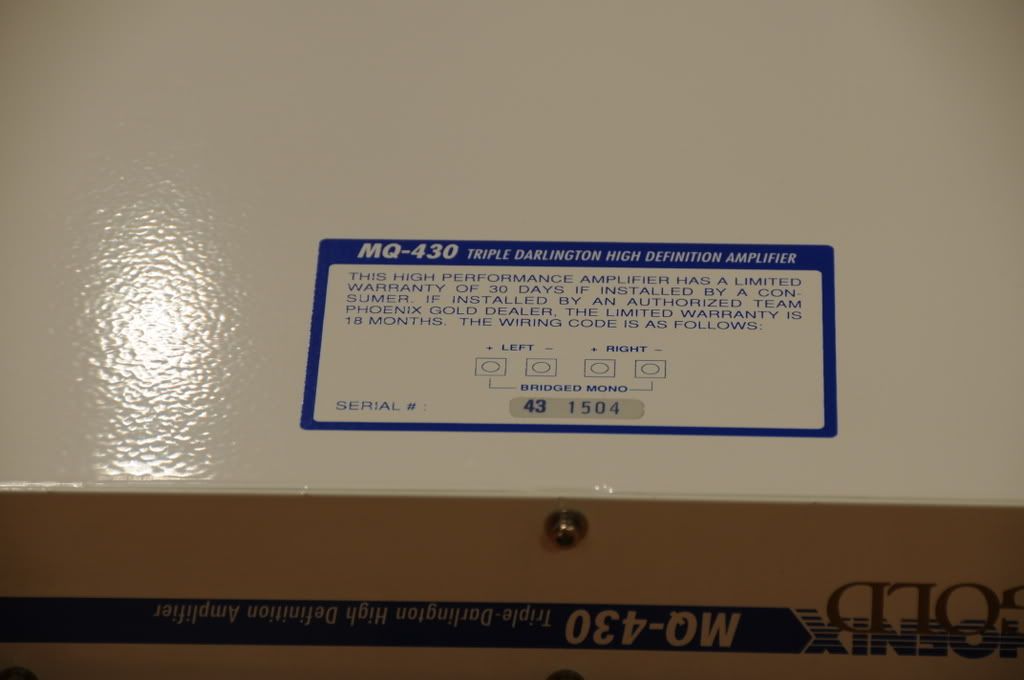 MQ-430 TRIPLE DARLINGTON HIGH DEFINITION AMPLIFIER
THIS HIGH PERFORMANCE AMPLIFIER HAS A LIMITED
WARRANTY OF 30 DAYS IF INSTALLED BY A CON-
SUMER. IF INSTALLED BY AN AUTHORIZED TEAM
PHOENIX GOLD DEALER, THE LIMITED WARRANTY IS
18 MONTHS. THE WIRING CODE IS AS FOLLOWS:
+ LEFT – + RIGHT –
BRIDGED MONO
SERIAL # : 43 1504
PHOENIX GOLD
MQ-430 Triple-Darlington High Definition Amplifier